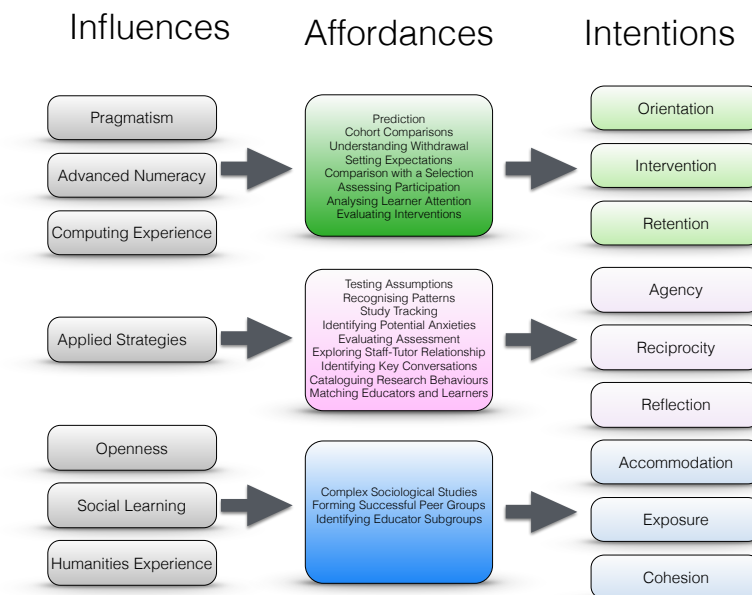 Influences
Affordances
Intentions
Pragmatism
Advanced Numeracy
Computing Experience
Prediction
Cohort Comparisons
Understanding Withdrawal
Setting Expectations
Comparison with a Selection
Assessing Participation
Analysing Learner Attention
Evaluating Interventions
Orientation
Intervention
Retention
Applied Strategies
Testing Assumptions
Recognising Patterns
Study Tracking
Identifying Potential Anxieties
Evaluating Assessment
Exploring Staff-Tutor Relationship
Identifying Key Conversations
Cataloguing Research Behaviours
Matching Educators and Learners
Agency
Reciprocity
Reflection
Openness
Social Learning
Humanities Experience
Complex Sociological Studies
Forming Successful Peer Groups
Identifying Educator Subgroups
Accommodation
Exposure
Cohesion